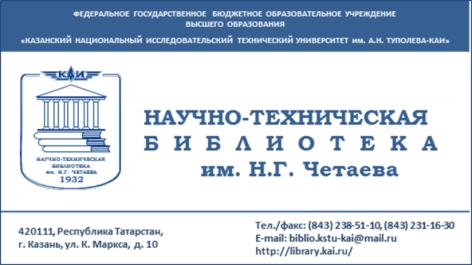 ФЕДЕРАЛЬНОЕ ГОСУДАРСТВЕННОЕ БЮДЖЕТНОЕ ОБРАЗОВАТЕЛЬНОЕ УЧРЕЖДЕНИЕ
ВЫСШЕГО ОБРАЗОВАНИЯ
«КАЗАНСКИЙ НАЦИОНАЛЬНЫЙ ИССЛЕДОВАТЕЛЬСКИЙ ТЕХНИЧЕСКИЙ УНИВЕРСИТЕТ им. А.Н. ТУПОЛЕВА-КАИ»
КАИ
НАУЧНО-ТЕХНИЧЕСКАЯ
БИБЛИОТЕКА
им. Н.Г. ЧЕТАЕВА
1932
НАУЧНО-ТЕХНИЧЕСКАЯ
БИБЛИОТЕКА
им. Н.Г. Четаева
420111, Республика Татарстан,
г. Казань, ул. К. Маркса, д. 10
Тел./факс: (843) 238-51-10, (843) 231-16-30
E-mail: biblio.kstu-kai@mail.ru
http://library.kai.ru/